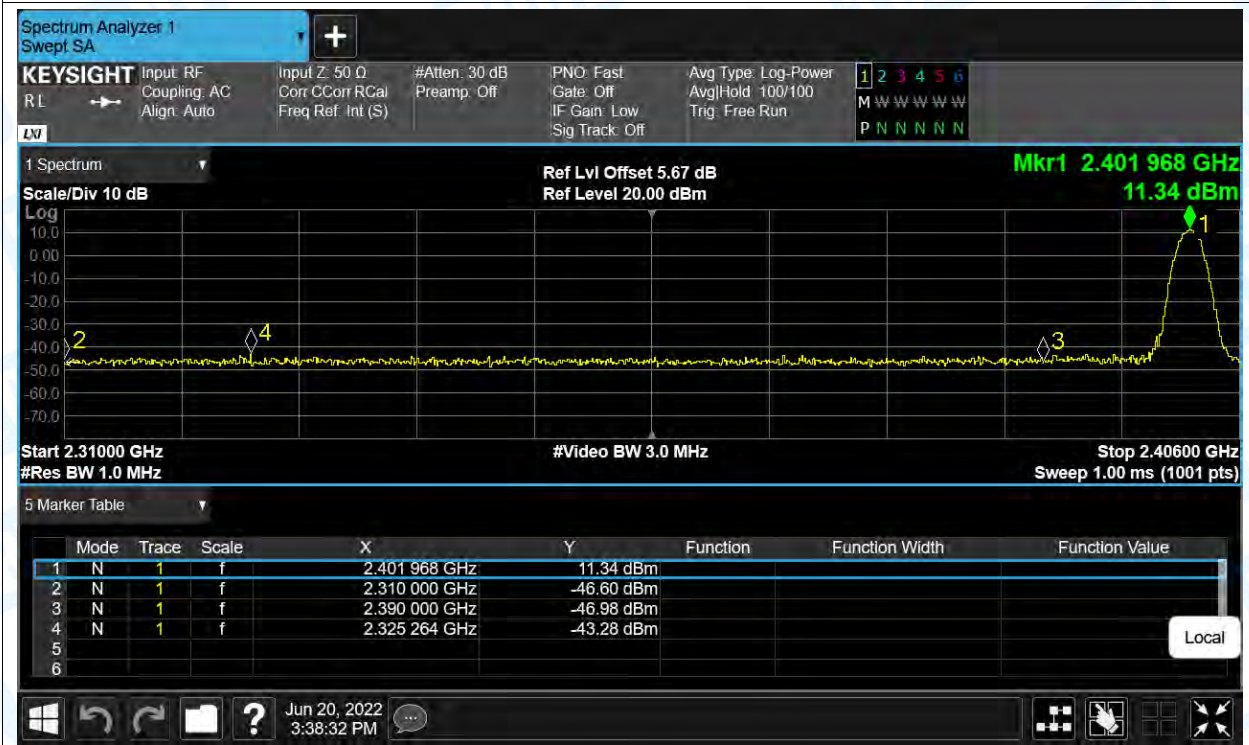 Spectrum Analyzer 1
Swept SA
+
KEYSIGHT Input: RF Input Z: 50 Ω #Atten: 30 dB PNO: Fast Avg Type: Log-Power 1 2 3 4 5 6
RL Coupling: AC Corr CCorr RCal Preamp: Off Gate: Off Avg|Hold: 100/100 M W W W W W
Align: Auto Freq Ref: Int (S) IF Gain: Low Trig: Free Run
LXI Sig Track: Off P N N N N N N
1 Spectrum Ref Lvl Offset 5.67 dB Mkr1 2.401 968 GHz
Scale/Div 10 dB Ref Level 20.00 dBm 11.34 dBm
Log
10.0
0.00
-10.0
-20.0
-30.0
-40.0
-50.0
-60.0
-70.0
2
4
3
1
Start 2.31000 GHz #Video BW 3.0 MHz Stop 2.40600 GHz
#Res BW 1.0 MHz Sweep 1.00 ms (1001 pts)
5 Marker Table
Mode Trace Scale X Y Function Function Width Function Value
1 N 1 f 2.401 968 GHz 11.34 dBm
2 N 1 f 2.310 000 GHz -46.60 dBm
3 N 1 f 2.390 000 GHz -46.98 dBm
4 N 1 f 2.325 264 GHz -43.28 dBm
5
6
Local
? Jun 20, 2022
3:38:32 PM